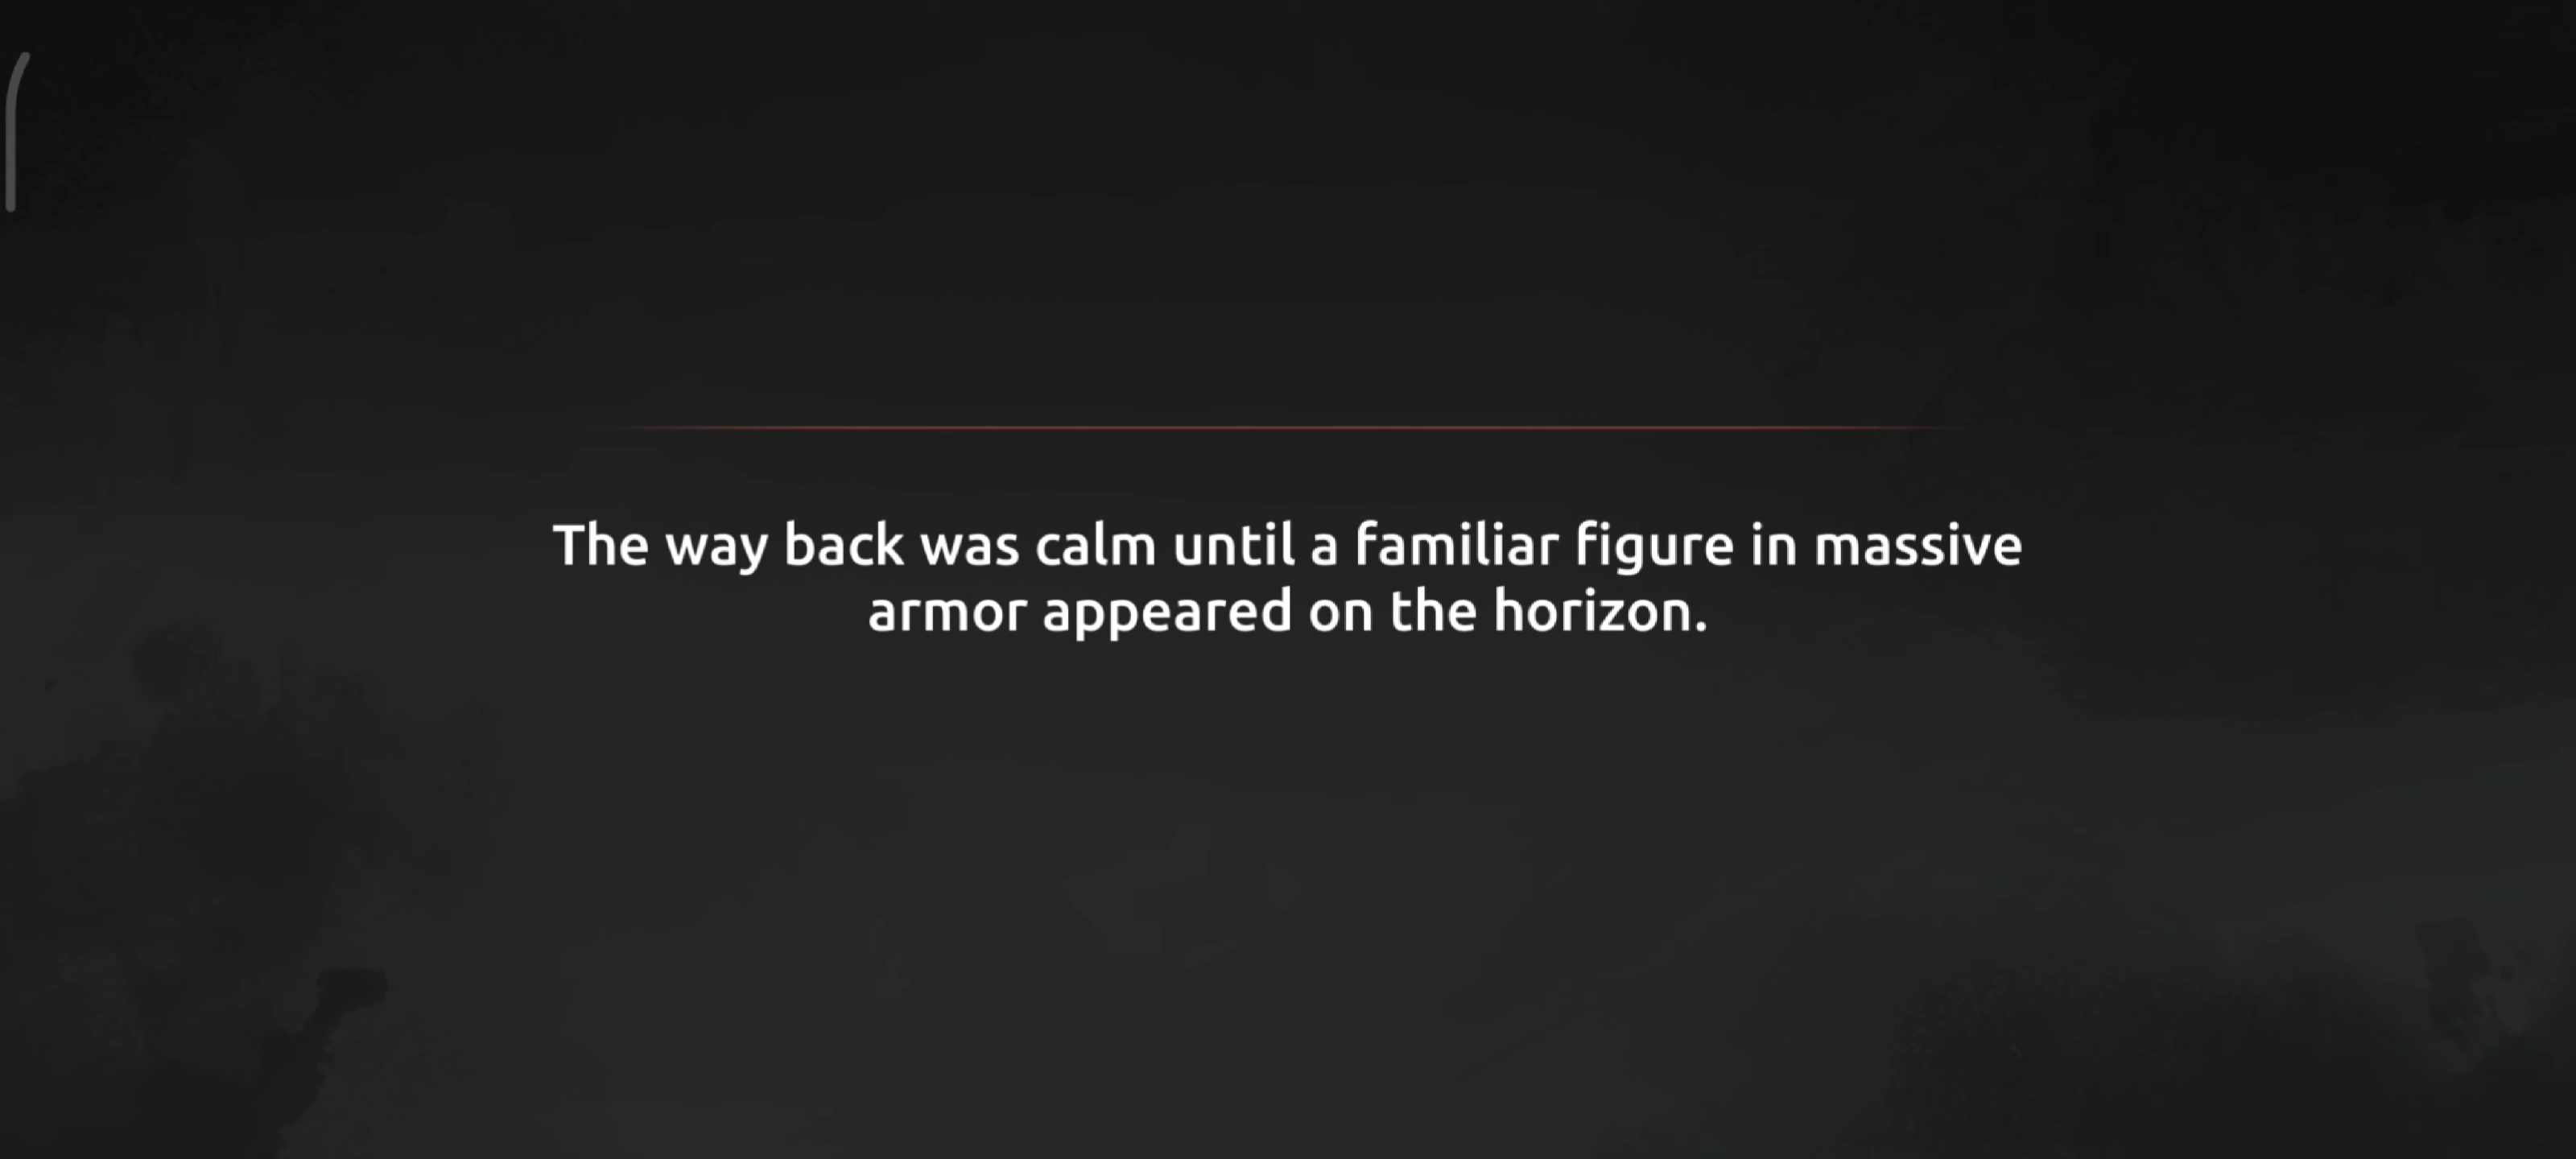 The way back was calm until a familiar figure in massive
armor appeared on the horizon.